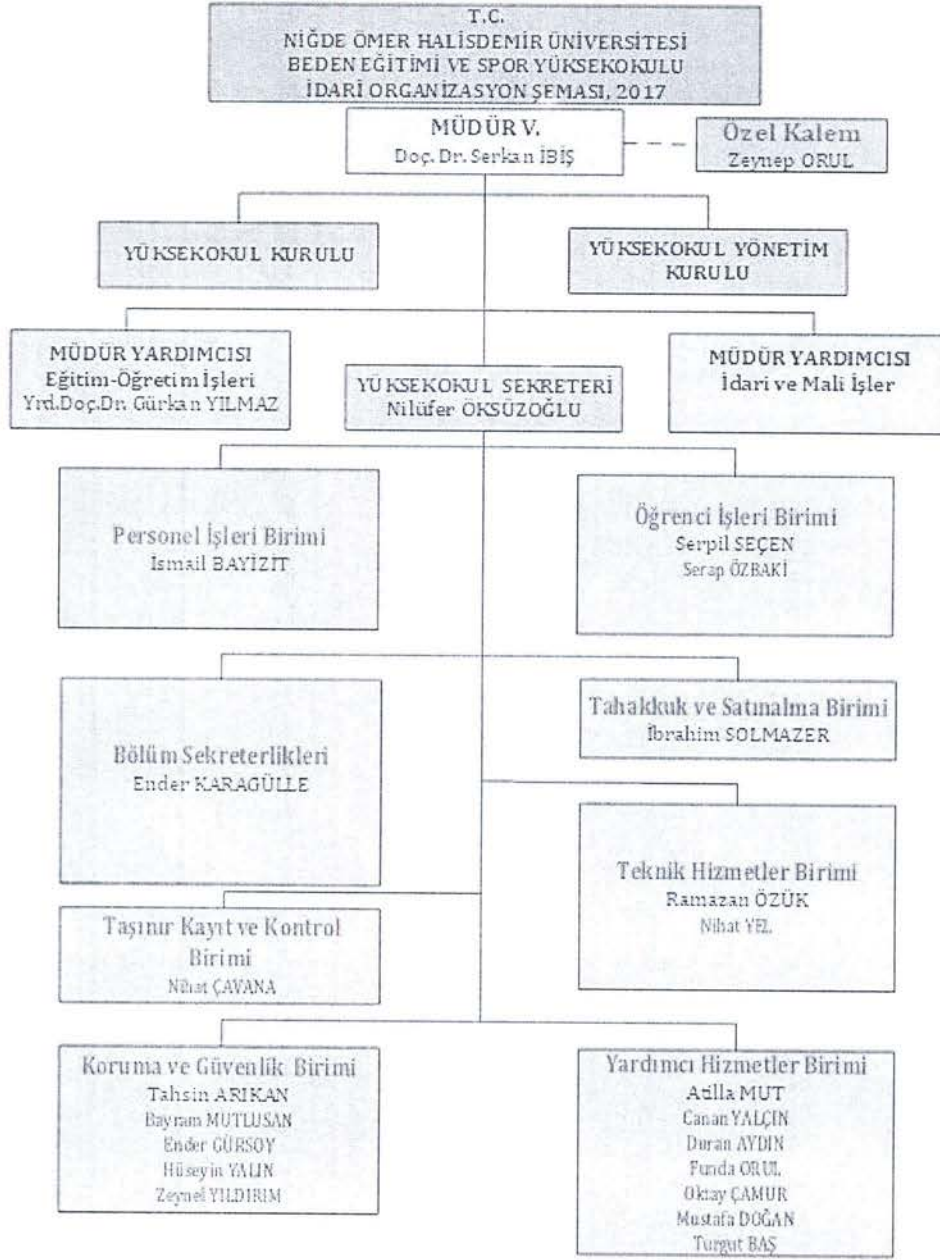 T.C.
NİĞDE ÖMER HALİSDEMİR ÜNİVERSİTESİ
BEDEN EĞİTİMİ VE SPOR YÜKSEKOKULU
İDARİ ORGANİZASYON ŞEMASI, 2017
MÜDÜR V.
Doç. Dr. Serkan İBİŞ
Özel Kalem
Zeynep ORUL
YÜKSEKOKUL KURULU
YÜKSEKOKUL YÖNETİM
KURULU
MÜDÜR YARDIMCISI
Eğitim-Öğretim İşleri
Yrd.Doç.Dr. Gürkan YILMAZ
YÜKSEKOKUL SEKRETERİ
Nilüfer ÖKSÜZOĞLU
MÜDÜR YARDIMCISI
İdari ve Mali İşler
Personel İşleri Birimi
İsmail BAYİZİT
Öğrenci İşleri Birimi
Serpil SEÇEN
Serap ÖZBAKİ
Bölüm Sekreterlikleri
Ender KARAGÜLLE
Tahakkuk ve Satınalma Birimi
İbrahim SOLMAZER
Teknik Hizmetler Birimi
Ramazan ÖZÜK
Nihat YEL
Taşınır Kayıt ve Kontrol
Birimi
Nihat ÇAVANA
Koruma ve Güvenlik Birimi
Tahsin ARIKAN
Bayram MUTLUSAN
Ender GÜRSOY
Hüseyin YALIN
Zeynel YILDIRIM
Yardımcı Hizmetler Birimi
Atilla MUT
Canan YALÇIN
Duran AYDIN
Funda ORUL
Oktay ÇAMUR
Mustafa DOĞAN
Turgut BAŞ